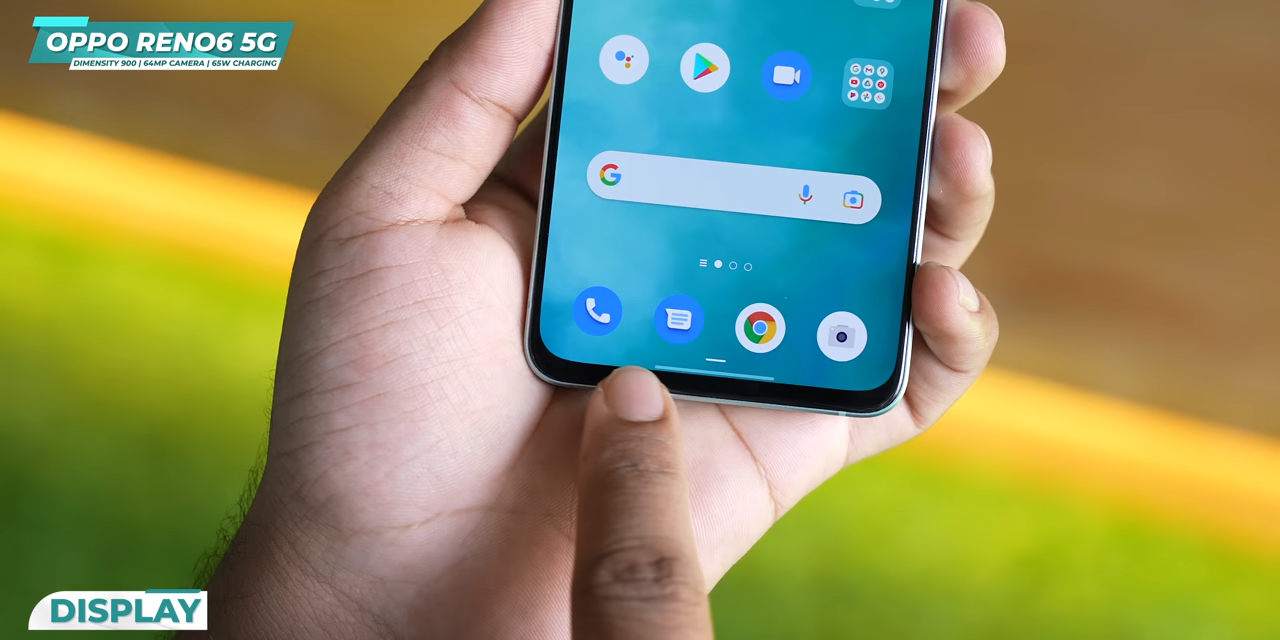 OPPO RENO6 5G
DIMENSITY 900 | 64MP CAMERA | 65W CHARGING
G
DISPLAY